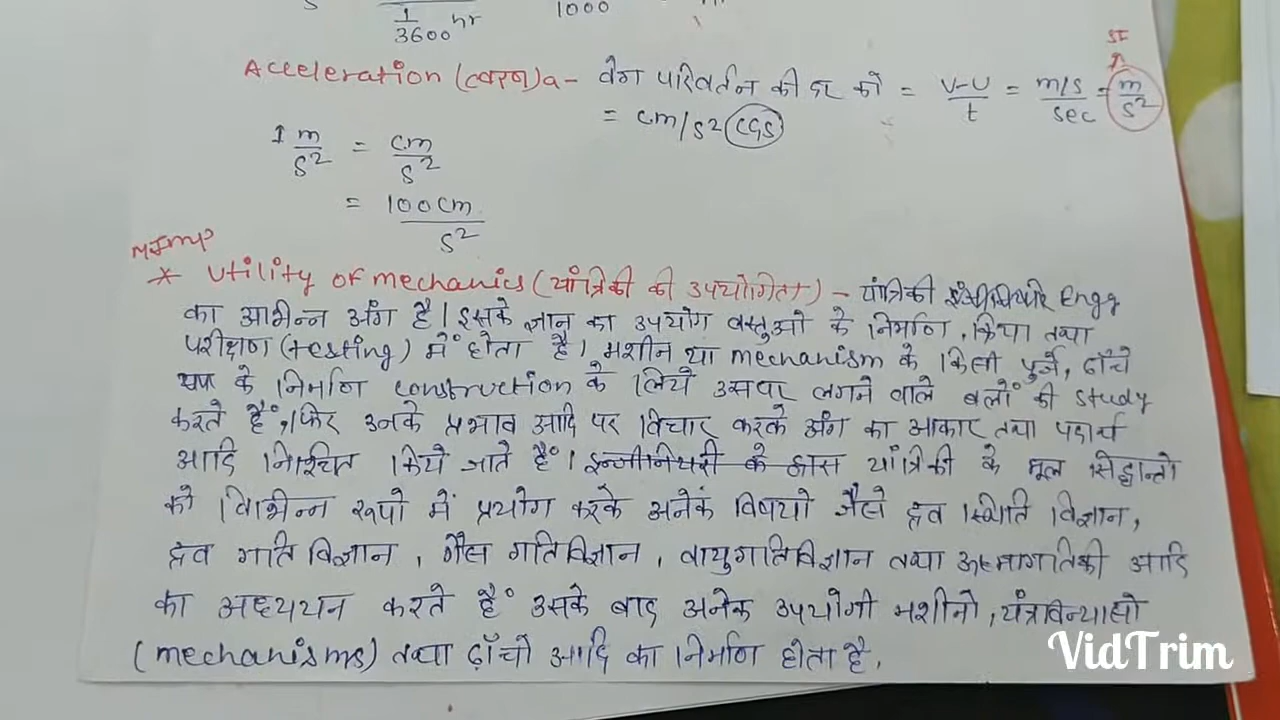 1/3600 hr 1000
Acceleration (त्वरण) a - वेग परिवर्तन की दर को = V-U/t = m/s/sec = m/s² SI
= cm/s² CGS
1 m/s² = cm/s²
= 100cm/s²
M.Imp
* Utility of mechanics (यांत्रिकी की उपयोगिता) - यांत्रिकी Engg
का अभिन्न अंग है। इसके ज्ञान का उपयोग वस्तुओ के निर्माण, क्रिया तथा
परीक्षण (testing) में होता है। मशीन या mechanism के किसी पुर्जे, ढाँचे
के निर्माण construction के लिये उसपर लगने वाले बलों की study
करते हैं, फिर उनके प्रभाव आदि पर विचार करके अंग का आकार तथा पदार्थ
आदि निश्चित किये जाते हैं। इन्जीनियरी के यांत्रिकी के मूल सिद्धान्तो
को विभिन्न रूपो में प्रयोग करके अनेकं विषयो जैसे द्रव स्थिति विज्ञान,
द्रव गति विज्ञान, गैस गतिविज्ञान, वायुगतिविज्ञान तथा ऊष्मागतिकी आदि
का अध्ययन करते हैं उसके बाद अनेक उपयोगी मशीनो, यंत्रविन्यासो
(mechanisms) तथा ढ़ाँचो आदि का निर्माण होता है,
VidTrim